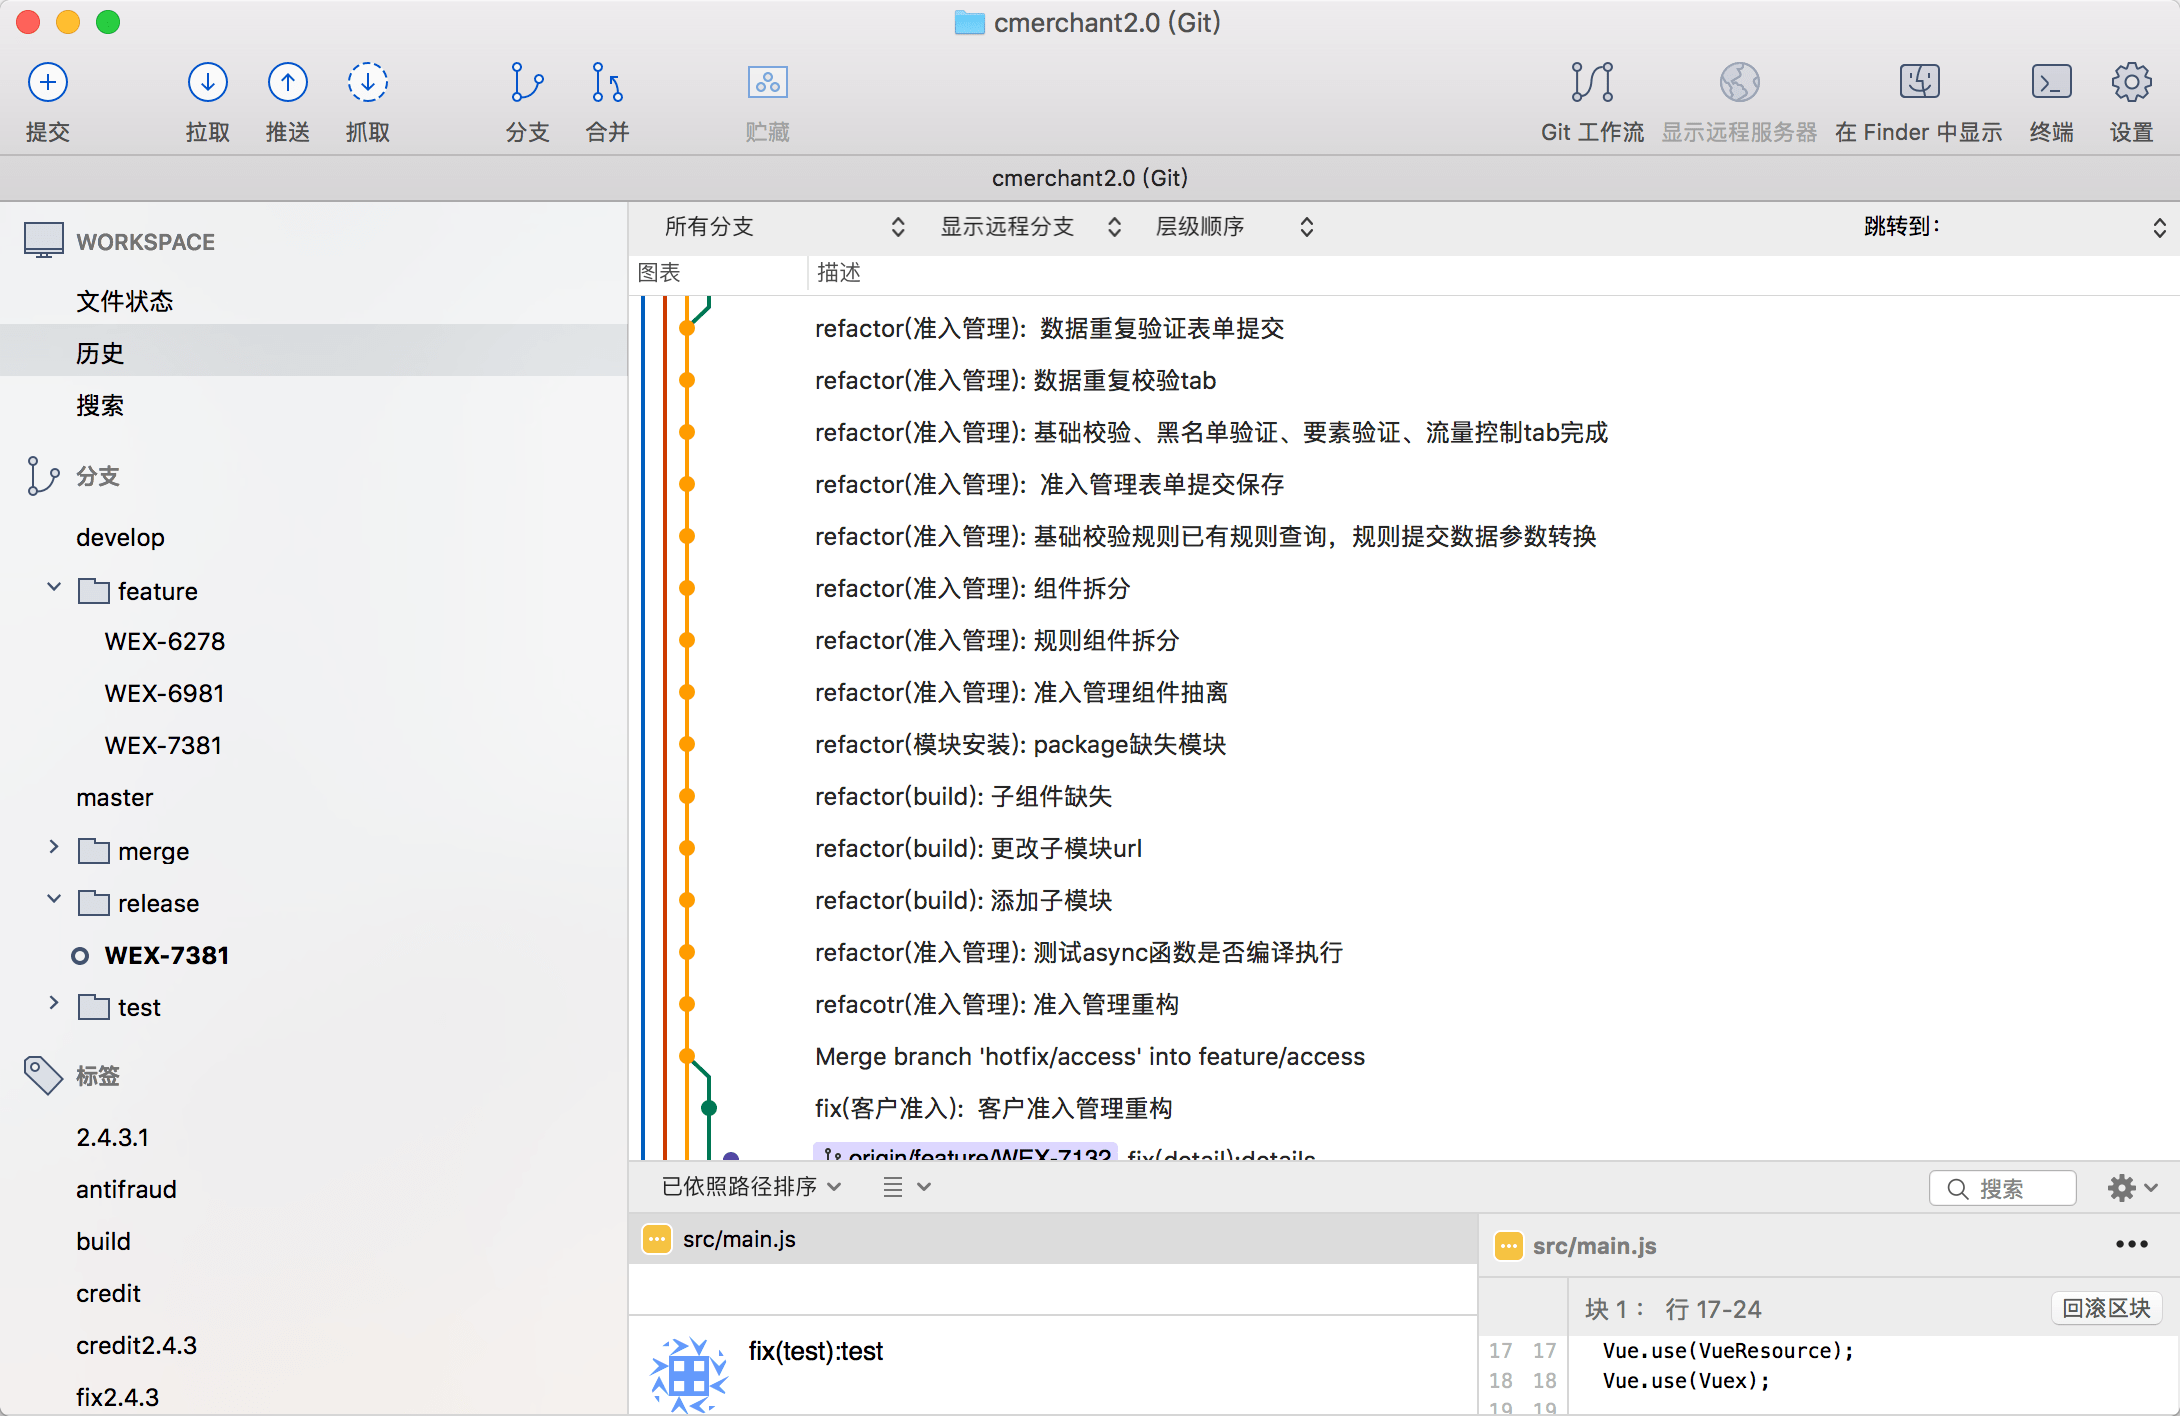 cmerchant2.0 (Git)
提交
拉取
推送
抓取
分支
合并
贮藏
Git 工作流
显示远程服务器
在 Finder 中显示
终端
设置
cmerchant2.0 (Git)
WORKSPACE
文件状态
历史
搜索
分支
develop
feature
WEX-6278
WEX-6981
WEX-7381
master
merge
release
WEX-7381
test
标签
2.4.3.1
antifraud
build
credit
credit2.4.3
fix2.4.3
所有分支
显示远程分支
层级顺序
跳转到：
图表
描述
refactor(准入管理)：数据重复验证表单提交
refactor(准入管理): 数据重复校验tab
refactor(准入管理): 基础校验、黑名单验证、要素验证、流量控制tab完成
refactor(准入管理)：准入管理表单提交保存
refactor(准入管理): 基础校验规则已有规则查询，规则提交数据参数转换
refactor(准入管理): 组件拆分
refactor(准入管理): 规则组件拆分
refactor(准入管理): 准入管理组件抽离
refactor(模块安装): package缺失模块
refactor(build): 子组件缺失
refactor(build): 更改子模块url
refactor(build): 添加子模块
refactor(准入管理): 测试async函数是否编译执行
refacotr(准入管理): 准入管理重构
Merge branch 'hotfix/access' into feature/access
fix(客户准入)：客户准入管理重构
origin/feature/WEX-7132 fix(detail):details
已依照路径排序
搜索
src/main.js
fix(test):test
src/main.js
块 1： 行 17-24
回滚区块
17 17 Vue.use(VueResource);
18 18 Vue.use(Vuex);
19 19